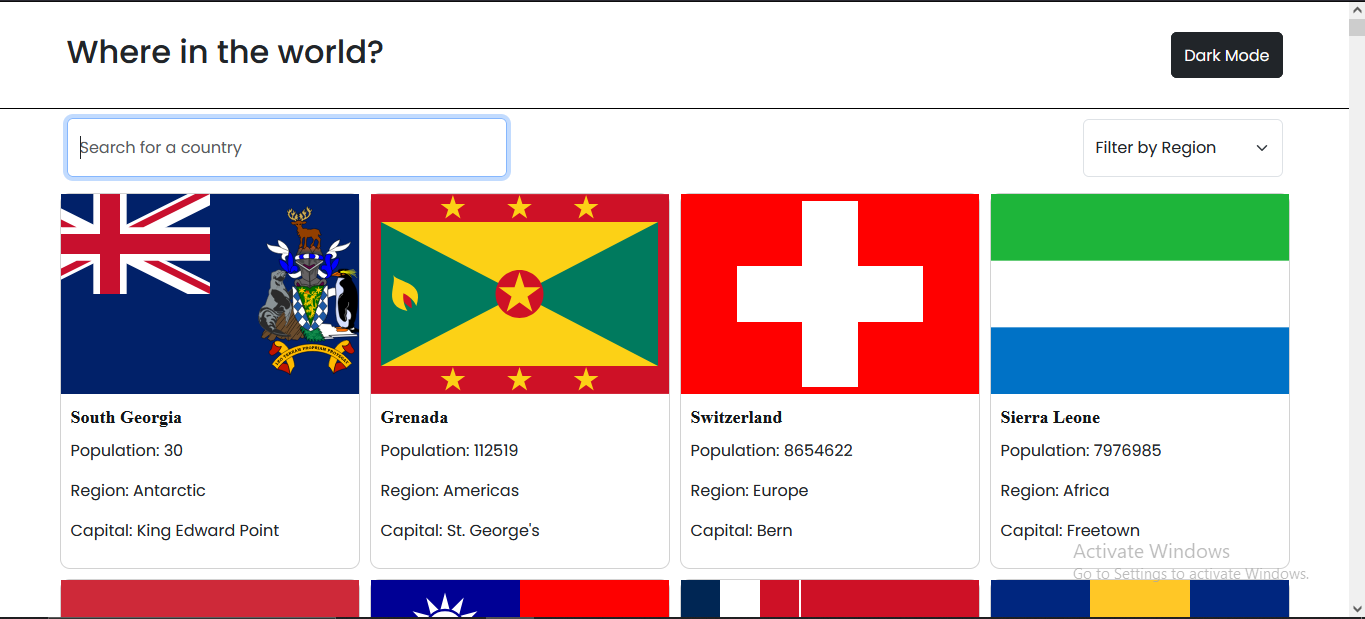 Where in the world?
Dark Mode
Search for a country
Filter by Region
South Georgia
Population: 30
Region: Antarctic
Capital: King Edward Point
Grenada
Population: 112519
Region: Americas
Capital: St. George's
Switzerland
Population: 8654622
Region: Europe
Capital: Bern
Sierra Leone
Population: 7976985
Region: Africa
Capital: Freetown
Activate Windows
Go to Settings to activate Windows.